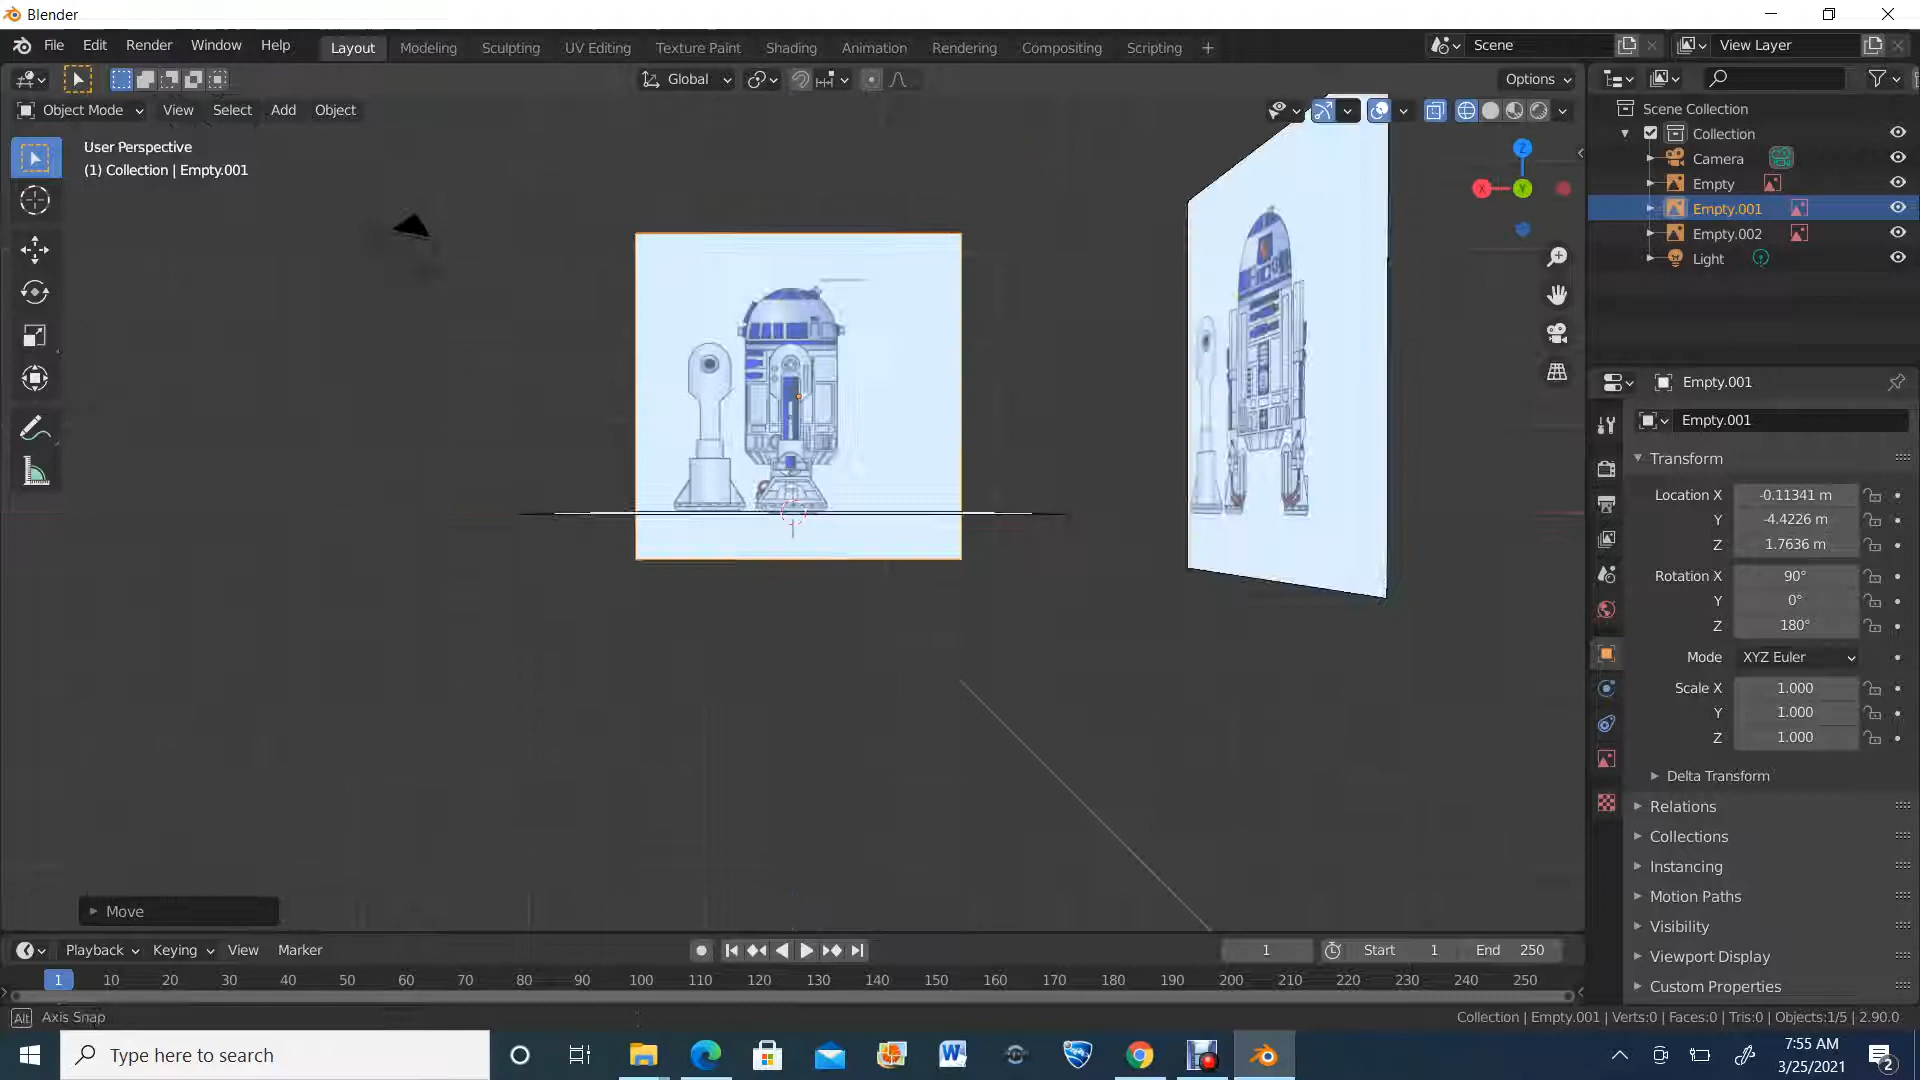 Blender
File Edit Render Window Help Layout Modeling Sculpting UV Editing Texture Paint Shading Animation Rendering Compositing Scripting + Scene View Layer
Global Options
Object Mode View Select Add Object
User Perspective
(1) Collection | Empty.001
Z
X
Y
Scene Collection
Collection
Camera
Empty
Empty.001
Empty.002
Light
Empty.001
Empty.001
Transform
Location X -0.11341 m
Y -4.4226 m
Z 1.7636 m
Rotation X 90°
Y 0°
Z 180°
Mode XYZ Euler
Scale X 1.000
Y 1.000
Z 1.000
Delta Transform
Relations
Collections
Instancing
Motion Paths
Visibility
Viewport Display
Custom Properties
Move
Playback Keying View Marker 1 Start 1 End 250
1 10 20 30 40 50 60 70 80 90 100 110 120 130 140 150 160 170 180 190 200 210 220 230 240 250
Alt Axis Snap
Collection | Empty.001 | Verts:0 | Faces:0 | Tris:0 | Objects:1/5 | 2.90.0
Type here to search
7:55 AM
3/25/2021
2